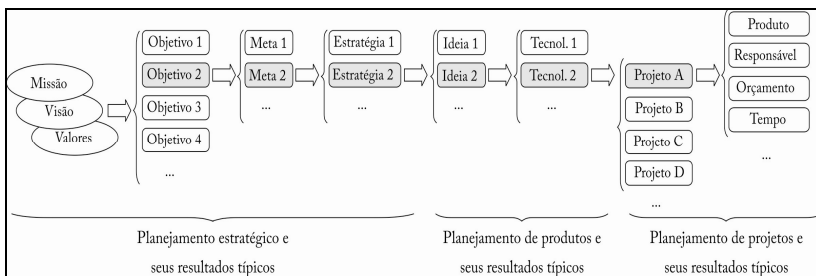 Missão
Visão
Valores
Objetivo 1
Objetivo 2
Objetivo 3
Objetivo 4
...
Meta 1
Meta 2
...
Estratégia 1
Estratégia 2
...
Ideia 1
Ideia 2
...
Tecnol. 1
Tecnol. 2
...
Projeto A
Projeto B
Projeto C
Projeto D
...
Produto
Responsável
Orçamento
Tempo
...
Planejamento estratégico e
seus resultados típicos
Planejamento de produtos e
seus resultados típicos
Planejamento de projetos e
seus resultados típicos